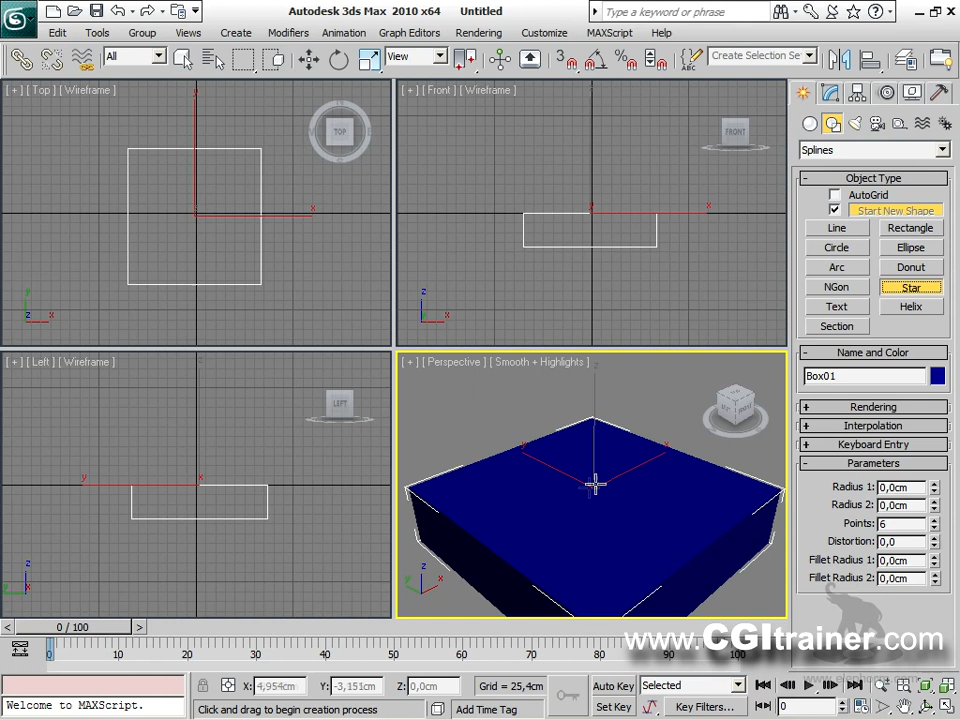 Autodesk 3ds Max 2010 x64 Untitled
Type a keyword or phrase
Edit Tools Group Views Create Modifiers Animation Graph Editors Rendering Customize MAXScript Help
All
View
3
%
ABC
Create Selection Se
[ + ] [ Top ] [ Wireframe ]
TOP
x
y
z
x
[ + ] [ Front ] [ Wireframe ]
FRONT
y
x
z
x
[ + ] [ Left ] [ Wireframe ]
LEFT
y
x
z
y
[ + ] [ Perspective ] [ Smooth + Highlights ]
z
y
x
z
y
x
Splines
- Object Type
AutoGrid
Start New Shape
Line Rectangle
Circle Ellipse
Arc Donut
NGon Star
Text Helix
Section
- Name and Color
Box01
+ Rendering
+ Interpolation
+ Keyboard Entry
- Parameters
Radius 1: 0,0cm
Radius 2: 0,0cm
Points: 6
Distortion: 0,0
Fillet Radius 1: 0,0cm
Fillet Radius 2: 0,0cm
< 0 / 100 >
0 10 20 30 40 50 60 70 80 90 100
www.CGItrainer.com
X: 4,954cm Y: -3,151cm Z: 0,0cm Grid = 25,4cm
Auto Key Selected
Welcome to MAXScript.
Click and drag to begin creation process
Add Time Tag
Set Key Key Filters...
0